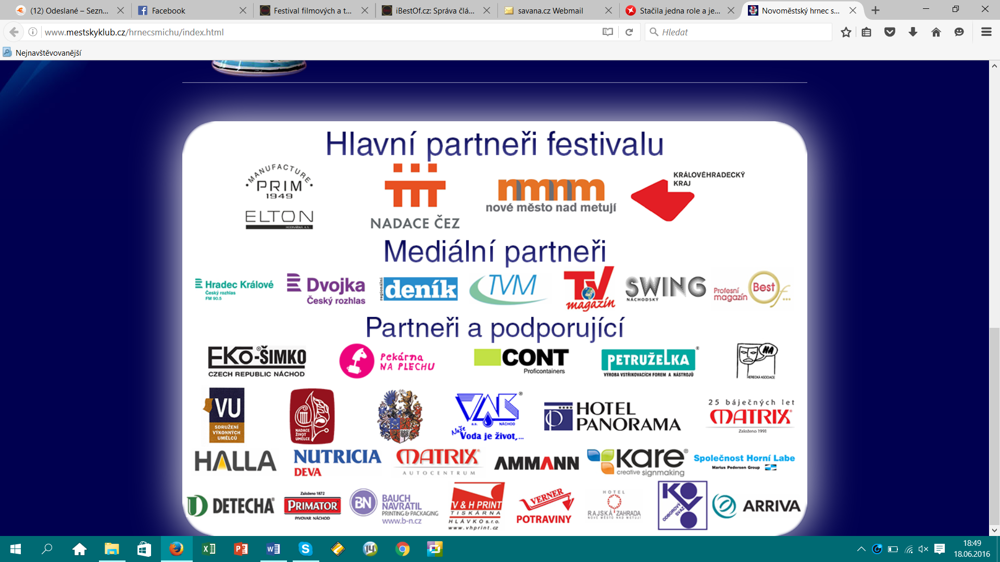 (12) Odeslané – Sezn...
Facebook
Festival filmových a t...
iBestOf.cz: Správa člá...
savana.cz Webmail
Stačila jedna role a je...
Novoměstský hrnec s...
www.mestskyklub.cz/hrnecsmichu/index.html
Hledat
Nejnavštěvovanější
Hlavní partneři festivalu
MANUFACTURE
PRIM
1949
ELTON
HODINÁŘSKÁ A.S.
NADACE ČEZ
nmnm
nové město nad metují
KRÁLOVÉHRADECKÝ
KRAJ
Mediální partneři
Hradec Králové
Český rozhlas
FM 90.5
Dvojka
Český rozhlas
regionální
deník
TVM
TV
magazín
SWING
NÁCHODSKÝ
Profesní
magazín
Best
of...
Partneři a podporující
EKO-ŠIMKO
CZECH REPUBLIC NÁCHOD
Pekárna
NA PLECHU
CONT
Proficontainers
PETRUŽELKA
VÝROBA VSTŘIKOVACÍCH FOREM A NÁSTROJŮ
HA
HERECKÁ ASOCIACE
VU
SDRUŽENÍ
VÝKONNÝCH
UMĚLCŮ
NADACE
ŽIVOT
UMĚLCE
VAK
a.s. NÁCHOD
Naše
Voda je život,...
HOTEL
PANORAMA
25 báječných let
MATRIX
Založeno 1991
HALLA
NUTRICIA
DEVA
MATRIX
AUTOCENTRUM
AMMANN
Kare
creative signmaking
Společnost Horní Labe
Marius Pedersen Group
DETECHA
Založeno 1872
PRIMATOR
PIVOVAR NÁCHOD
BN
BAUCH
NAVRÁTIL
PRINTING & PACKAGING
www.b-n.cz
V & H PRINT
TISKÁRNA
HLÁVKO s.r.o.
www.vhprint.cz
VERNER
POTRAVINY
HOTEL
RAJSKÁ ZAHRADA
NOVÉ MĚSTO NAD METUJÍ
KOVO
ODBOROVÝ
SVAZ
ARRIVA
18:49
18.06.2016